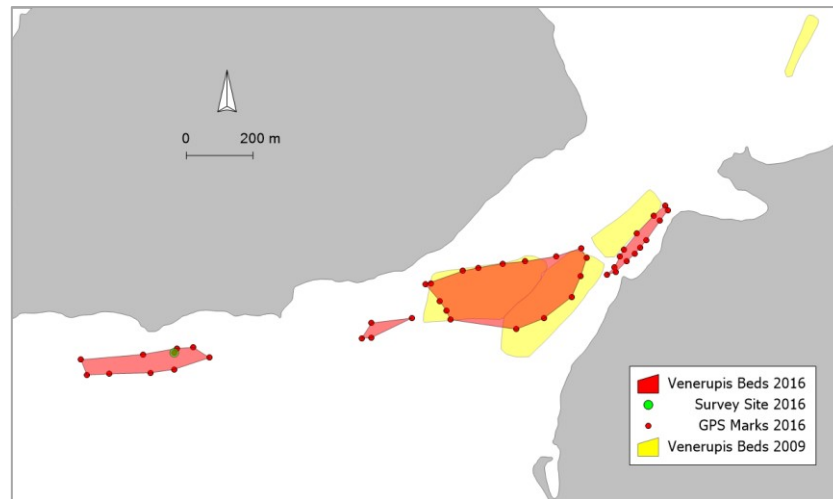 0 200 m
Venerupis Beds 2016
Survey Site 2016
GPS Marks 2016
Venerupis Beds 2009